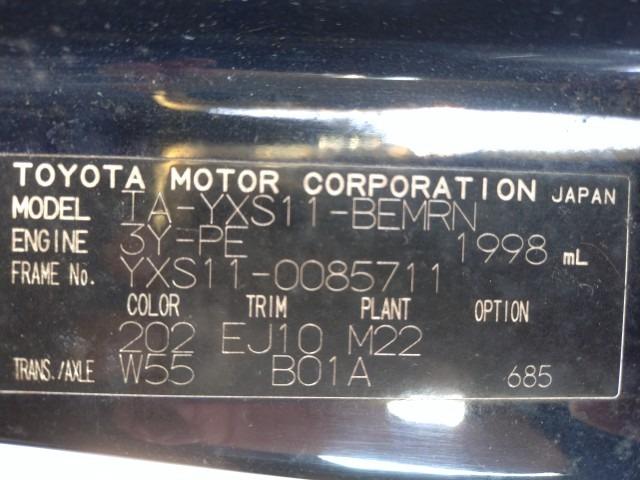 TOYOTA MOTOR CORPORATION JAPAN
MODEL TA-YXS11-BEMRN
ENGINE 3Y-PE 1998 mL
FRAME No. YXS11-0085711
COLOR TRIM PLANT OPTION
202 EJ10 M22
TRANS./AXLE W55 B01A 685